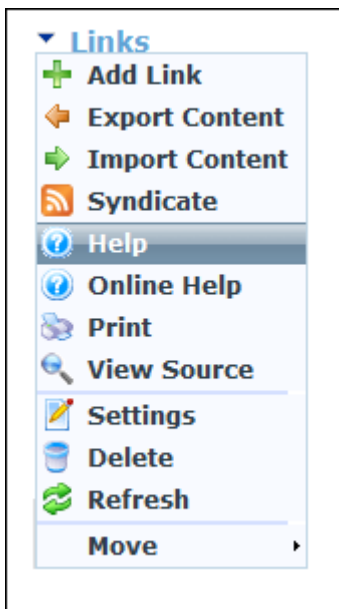 Links
Add Link
Export Content
Import Content
Syndicate
Help
Online Help
Print
View Source
Settings
Delete
Refresh
Move